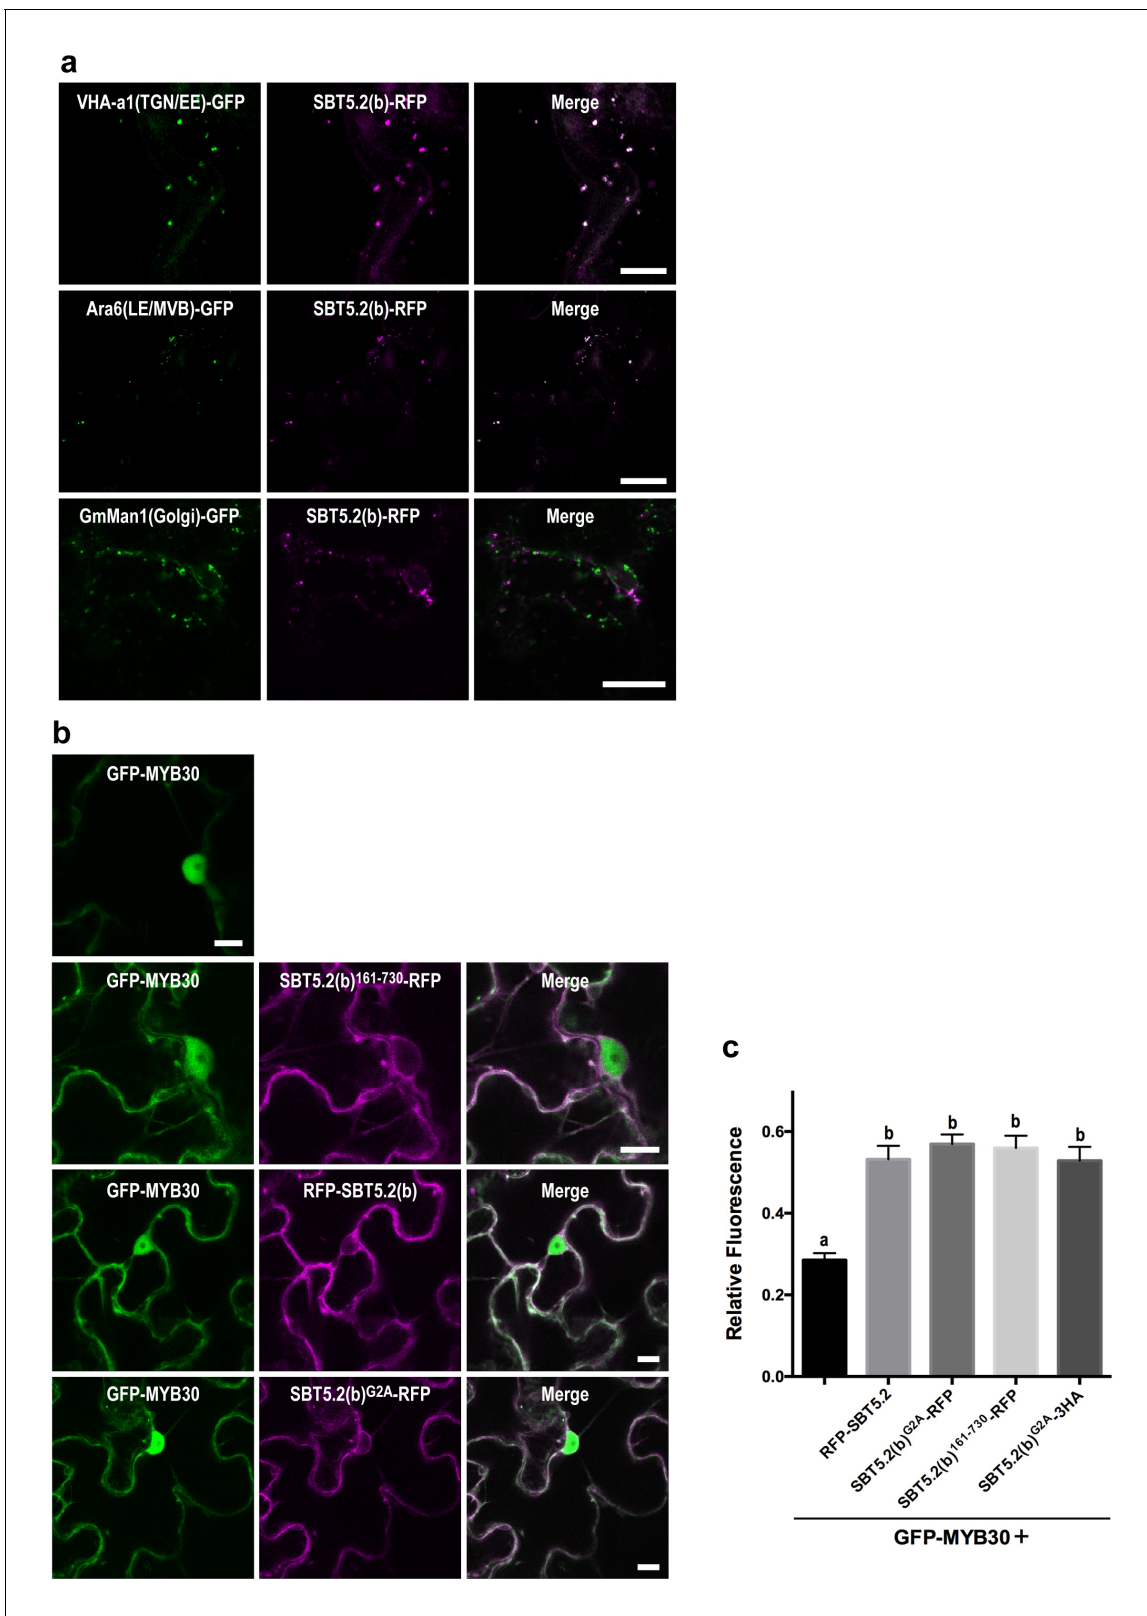 a
VHA-a1(TGN/EE)-GFP SBT5.2(b)-RFP Merge
Ara6(LE/MVB)-GFP SBT5.2(b)-RFP Merge
GmMan1(Golgi)-GFP SBT5.2(b)-RFP Merge
b
GFP-MYB30
GFP-MYB30 SBT5.2(b)161-730-RFP Merge
GFP-MYB30 RFP-SBT5.2(b) Merge
GFP-MYB30 SBT5.2(b)G2A-RFP Merge
c
Relative Fluorescence
0.6
0.4
0.2
0.0
a
b
b
b
b
RFP-SBT5.2
SBT5.2(b)G2A-RFP
SBT5.2(b)161-730-RFP
SBT5.2(b)G2A-3HA
GFP-MYB30 +